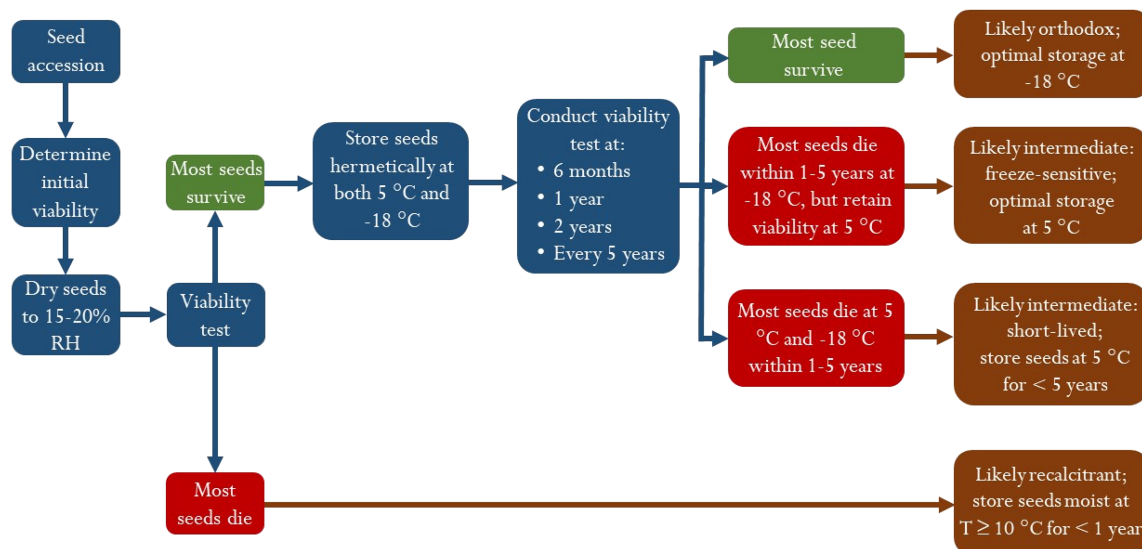 Seed
accession
Determine
initial
viability
Dry seeds
to 15-20%
RH
Viability
test
Most seeds
survive
Store seeds
hermetically at
both 5 °C and
-18 °C
Conduct viability
test at:
• 6 months
• 1 year
• 2 years
• Every 5 years
Most seed
survive
Likely orthodox;
optimal storage at
-18 °C
Most seeds die
within 1-5 years at
-18 °C, but retain
viability at 5 °C
Likely intermediate:
freeze-sensitive;
optimal storage
at 5 °C
Most seeds die at 5
°C and -18 °C
within 1-5 years
Likely intermediate:
short-lived;
store seeds at 5 °C
for < 5 years
Most
seeds die
Likely recalcitrant;
store seeds moist at
T ≥ 10 °C for < 1 year